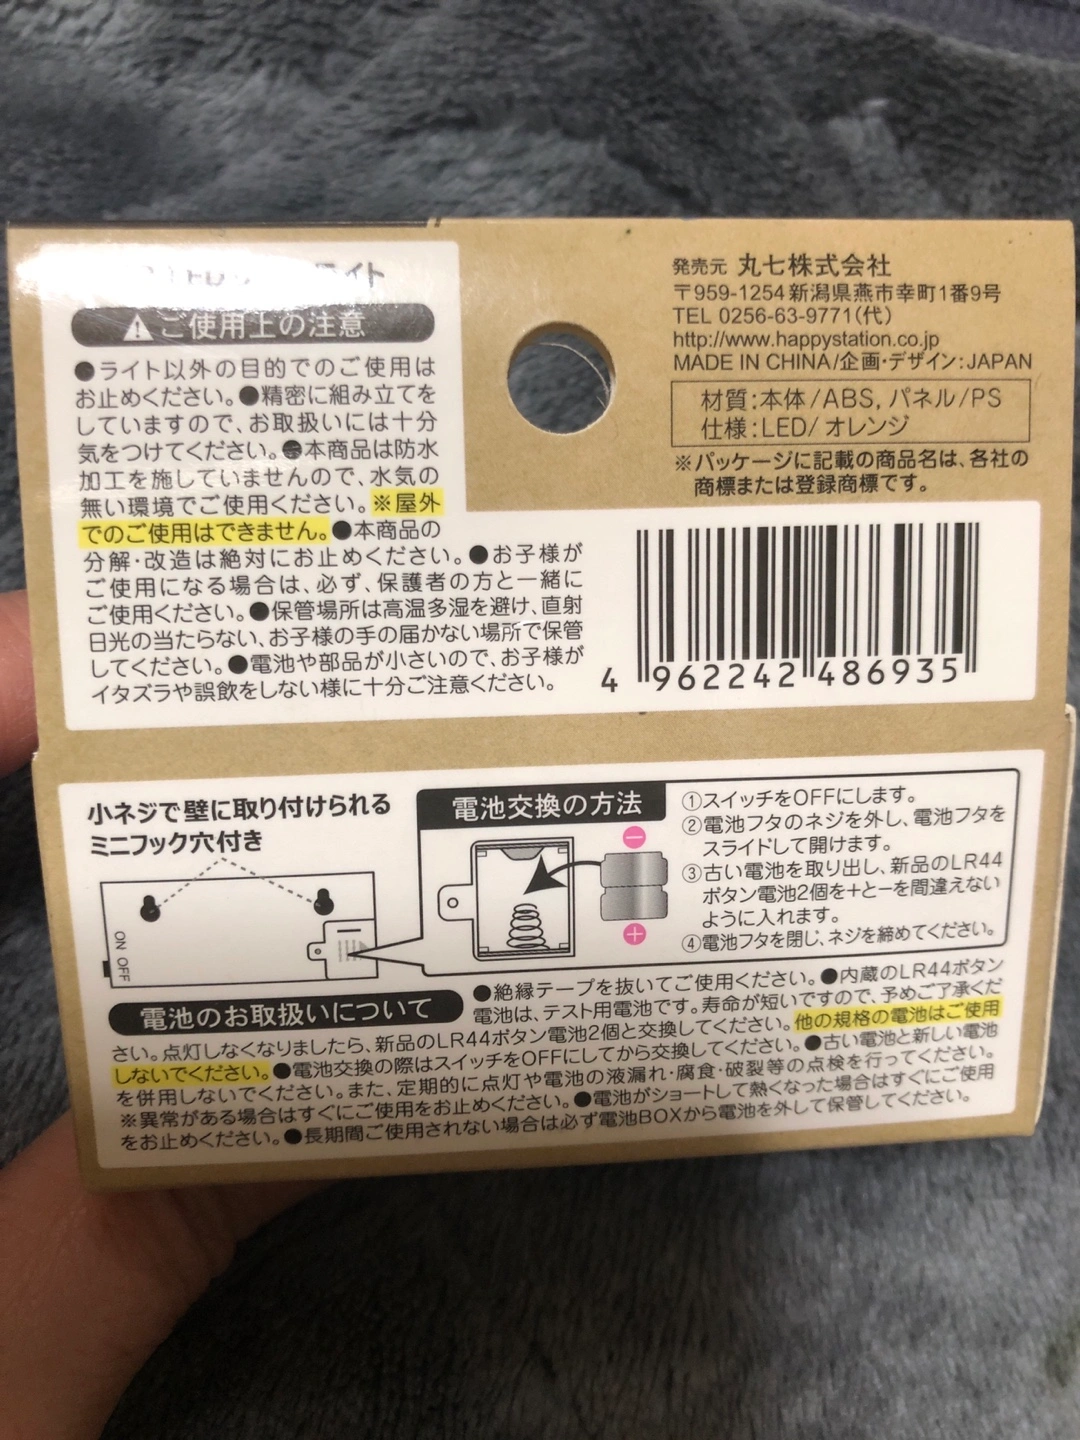 ライト
ご使用上の注意
●ライト以外の目的でのご使用は
お止めください。●精密に組み立てを
していますので、お取扱いには十分
気をつけてください。●本商品は防水
加工を施していませんので、水気の
無い環境でご使用ください。※屋外
でのご使用はできません。●本商品の
分解・改造は絶対にお止めください。●お子様が
ご使用になる場合は、必ず、保護者の方と一緒に
ご使用ください。●保管場所は高温多湿を避け、直射
日光の当たらない、お子様の手の届かない場所で保管
してください。●電池や部品が小さいので、お子様が
イタズラや誤飲をしない様に十分ご注意ください。
発売元 丸七株式会社
〒959-1254 新潟県燕市幸町1番9号
TEL 0256-63-9771(代)
http://www.happystation.co.jp
MADE IN CHINA/企画・デザイン:JAPAN
材質:本体/ABS, パネル/PS
仕様:LED/オレンジ
※パッケージに記載の商品名は、各社の
商標または登録商標です。
4 962242 486935
小ネジで壁に取り付けられる
ミニフック穴付き
ON OFF
電池交換の方法
①スイッチをOFFにします。
②電池フタのネジを外し、電池フタを
スライドして開けます。
③古い電池を取り出し、新品のLR44
ボタン電池2個を+と−を間違えない
ように入れます。
④電池フタを閉じ、ネジを締めてください。
電池のお取扱いについて
●絶縁テープを抜いてご使用ください。●内蔵のLR44ボタン
電池は、テスト用電池です。寿命が短いですので、予めご了承くだ
さい。点灯しなくなりましたら、新品のLR44ボタン電池2個と交換してください。他の規格の電池はご使用
しないでください。●電池交換の際はスイッチをOFFにしてから交換してください。●古い電池と新しい電池
を併用しないでください。また、定期的に点灯や電池の液漏れ・腐食・破裂等の点検を行ってください。
※異常がある場合はすぐにご使用をお止めください。●電池がショートして熱くなった場合はすぐにご使用
をお止めください。●長期間ご使用されない場合は必ず電池BOXから電池を外して保管してください。